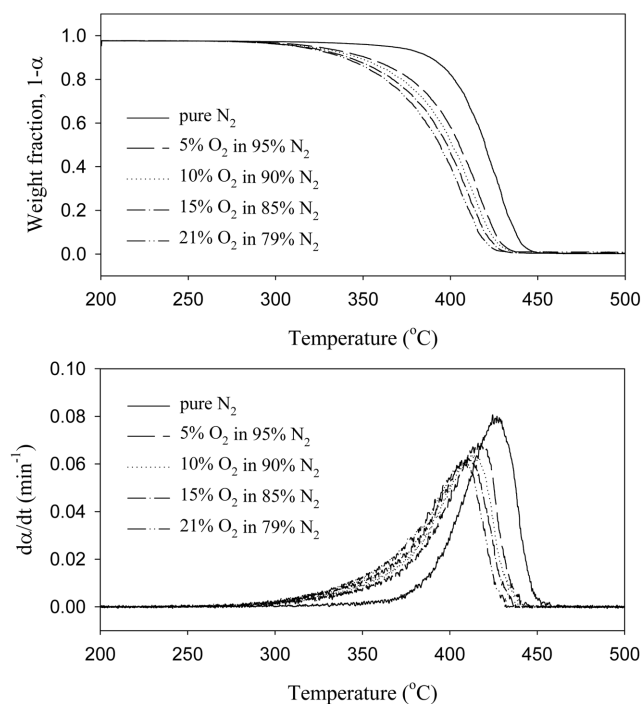 Weight fraction, 1-α
1.0
0.8
0.6
0.4
0.2
0.0
pure N₂
5% O₂ in 95% N₂
10% O₂ in 90% N₂
15% O₂ in 85% N₂
21% O₂ in 79% N₂
200 250 300 350 400 450 500
Temperature (°C)
dα/dt (min⁻¹)
0.10
0.08
0.06
0.04
0.02
0.00
pure N₂
5% O₂ in 95% N₂
10% O₂ in 90% N₂
15% O₂ in 85% N₂
21% O₂ in 79% N₂
200 250 300 350 400 450 500
Temperature (°C)